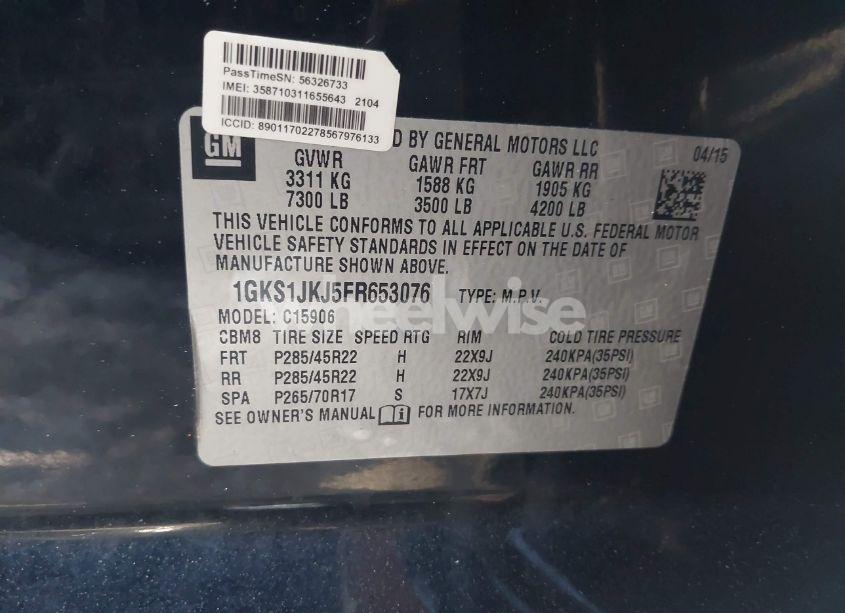 PassTimeSN: 56326733
IMEI: 358710311655643 2104
ICCID: 89011702278567976133
GM
D BY GENERAL MOTORS LLC 04/15
GVWR GAWR FRT GAWR RR
3311 KG 1588 KG 1905 KG
7300 LB 3500 LB 4200 LB
THIS VEHICLE CONFORMS TO ALL APPLICABLE U.S. FEDERAL MOTOR
VEHICLE SAFETY STANDARDS IN EFFECT ON THE DATE OF
MANUFACTURE SHOWN ABOVE.
1GKS1JKJ5FR653076 TYPE: M.P.V.
wheelwise
MODEL: C15906
CBM8 TIRE SIZE SPEED RTG RIM COLD TIRE PRESSURE
FRT P285/45R22 H 22X9J 240KPA(35PSI)
RR P285/45R22 H 22X9J 240KPA(35PSI)
SPA P265/70R17 S 17X7J 240KPA(35PSI)
SEE OWNER'S MANUAL FOR MORE INFORMATION.